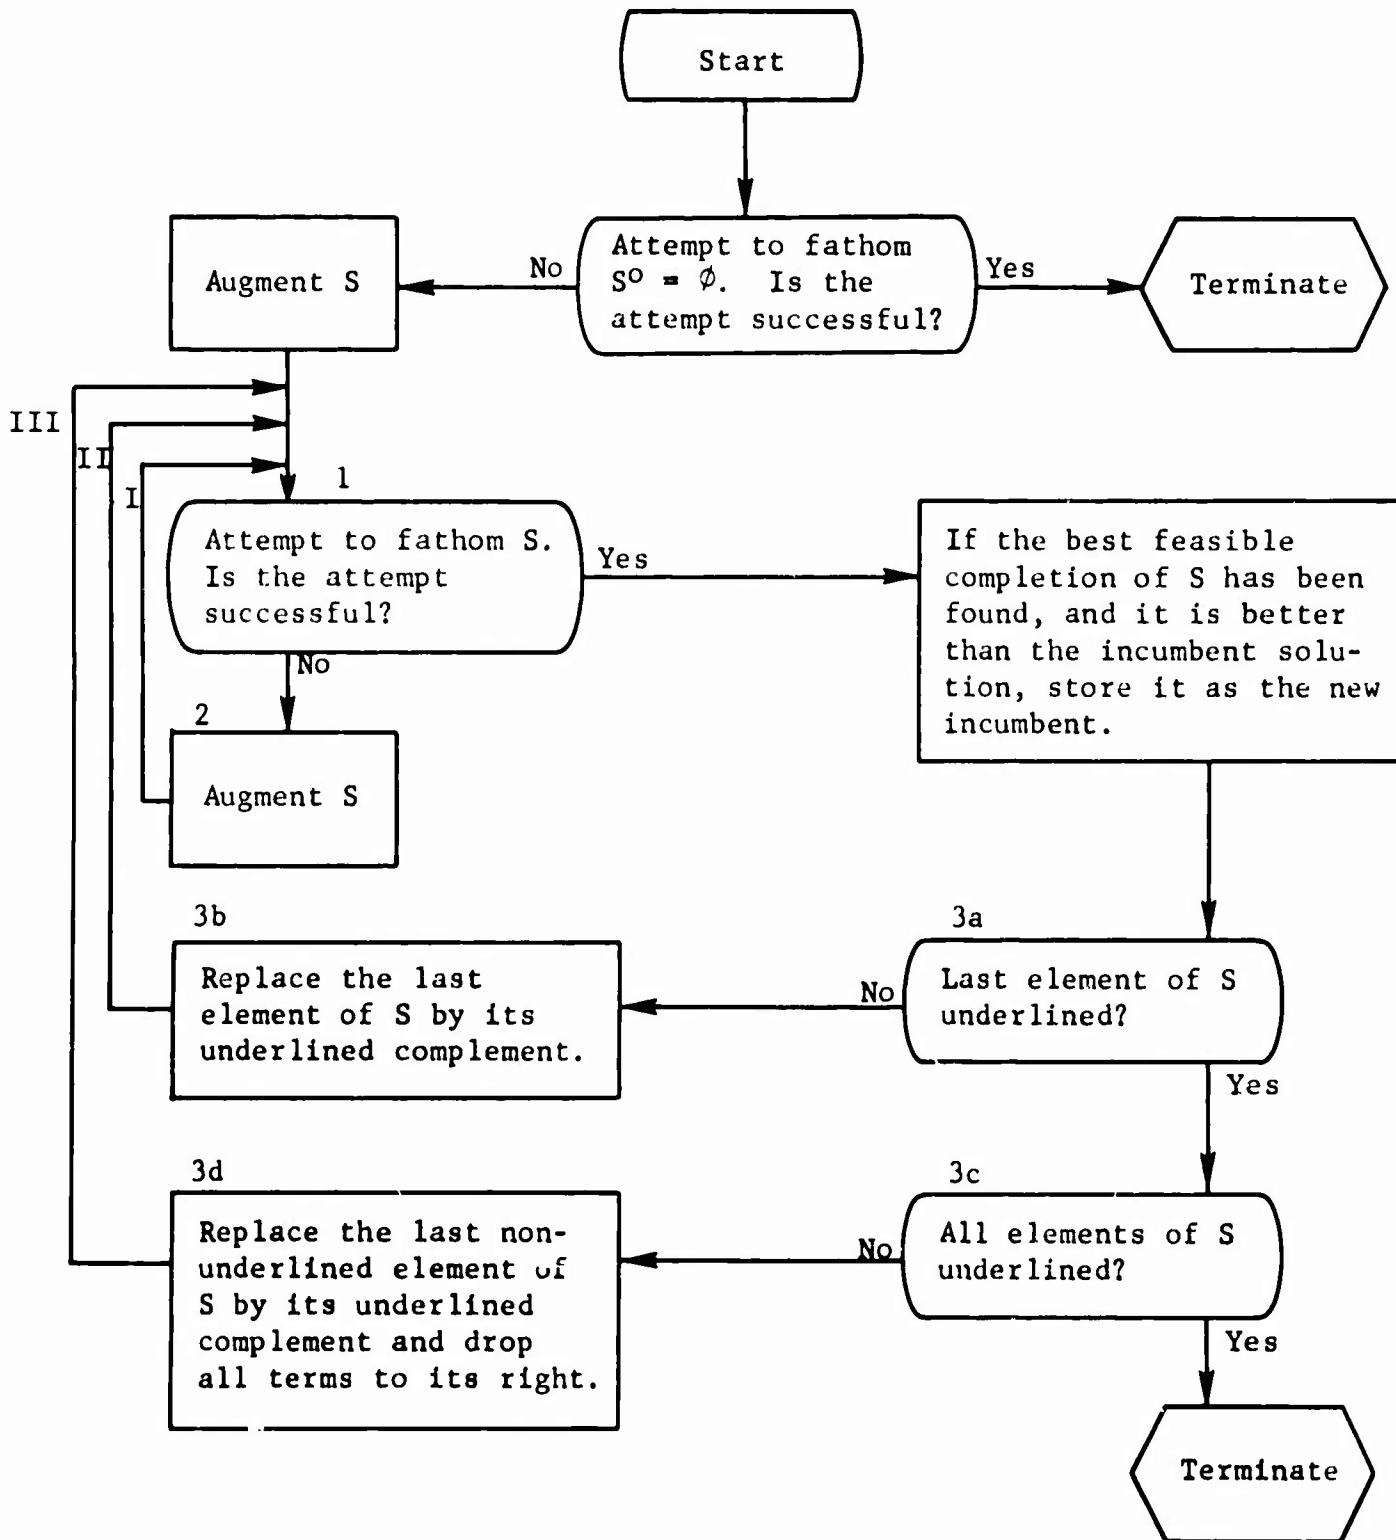 Start
Attempt to fathom
S⁰ = ∅. Is the
attempt successful?
No
Yes
Augment S
Terminate
III
II
I
1
Attempt to fathom S.
Is the attempt
successful?
Yes
No
If the best feasible
completion of S has been
found, and it is better
than the incumbent solu-
tion, store it as the new
incumbent.
2
Augment S
3b
Replace the last
element of S by its
underlined complement.
3a
Last element of S
underlined?
No
Yes
3d
Replace the last non-
underlined element of
S by its underlined
complement and drop
all terms to its right.
3c
All elements of S
underlined?
No
Yes
Terminate